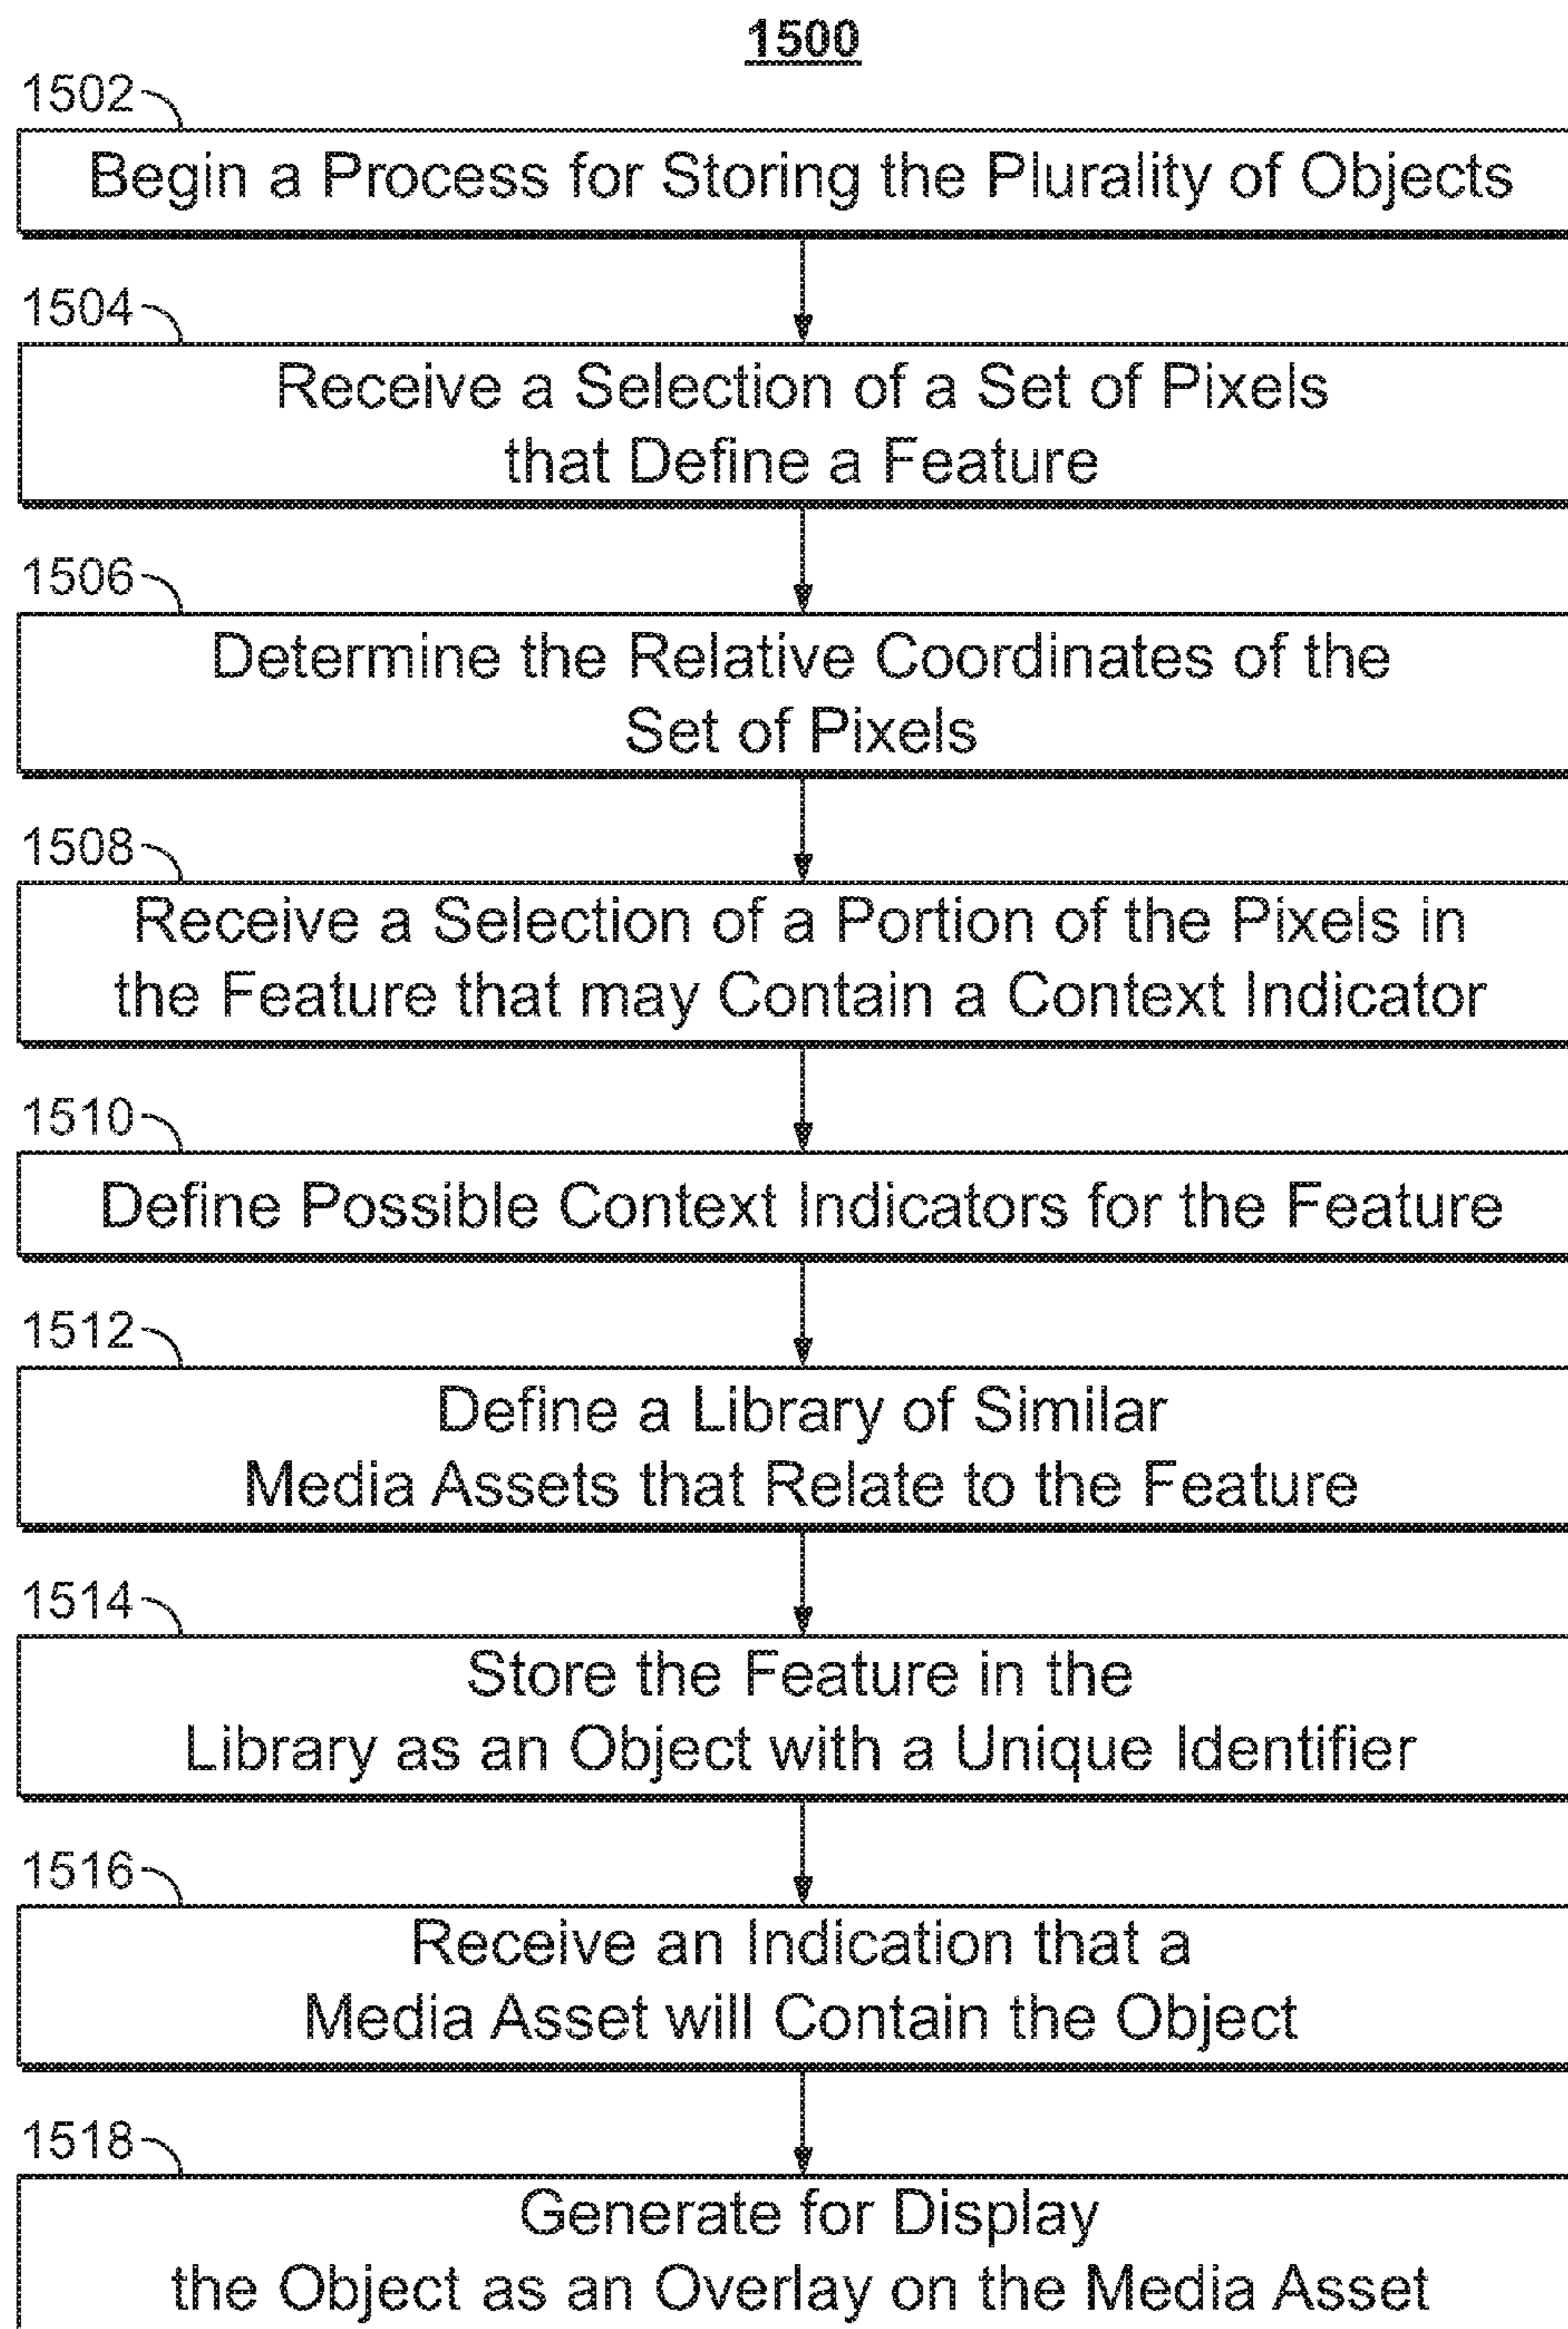 1500
1502
Begin a Process for Storing the Plurality of Objects
1504
Receive a Selection of a Set of Pixels
that Define a Feature
1506
Determine the Relative Coordinates of the
Set of Pixels
1508
Receive a Selection of a Portion of the Pixels in
the Feature that may Contain a Context Indicator
1510
Define Possible Context Indicators for the Feature
1512
Define a Library of Similar
Media Assets that Relate to the Feature
1514
Store the Feature in the
Library as an Object with a Unique Identifier
1516
Receive an Indication that a
Media Asset will Contain the Object
1518
Generate for Display
the Object as an Overlay on the Media Asset